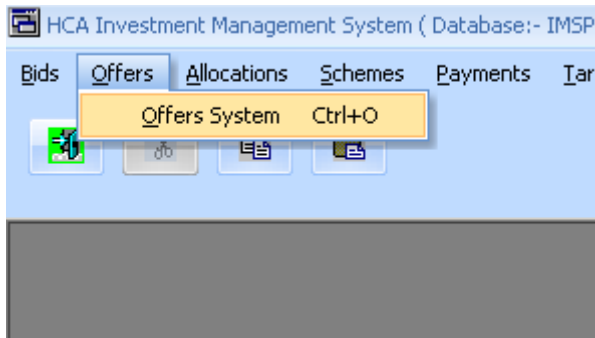 HCA Investment Management System ( Database:- IMSP
Bids Offers Allocations Schemes Payments Tar
Offers System Ctrl+O